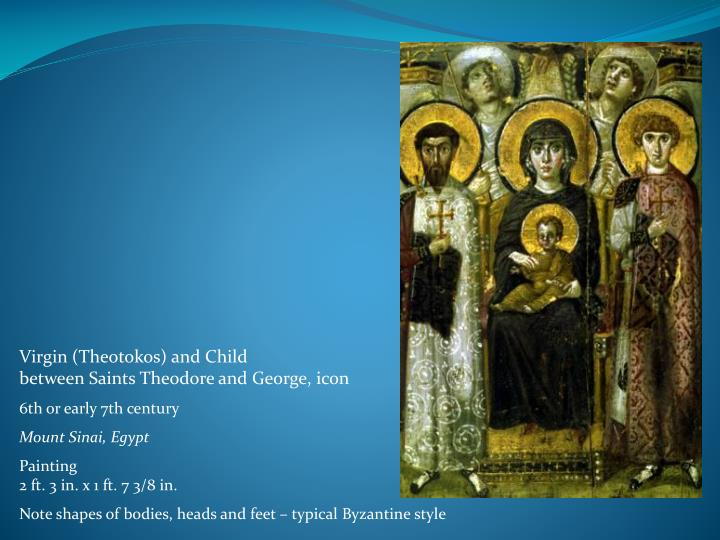 Virgin (Theotokos) and Child
between Saints Theodore and George, icon
6th or early 7th century
Mount Sinai, Egypt
Painting
2 ft. 3 in. x 1 ft. 7 3/8 in.
Note shapes of bodies, heads and feet – typical Byzantine style